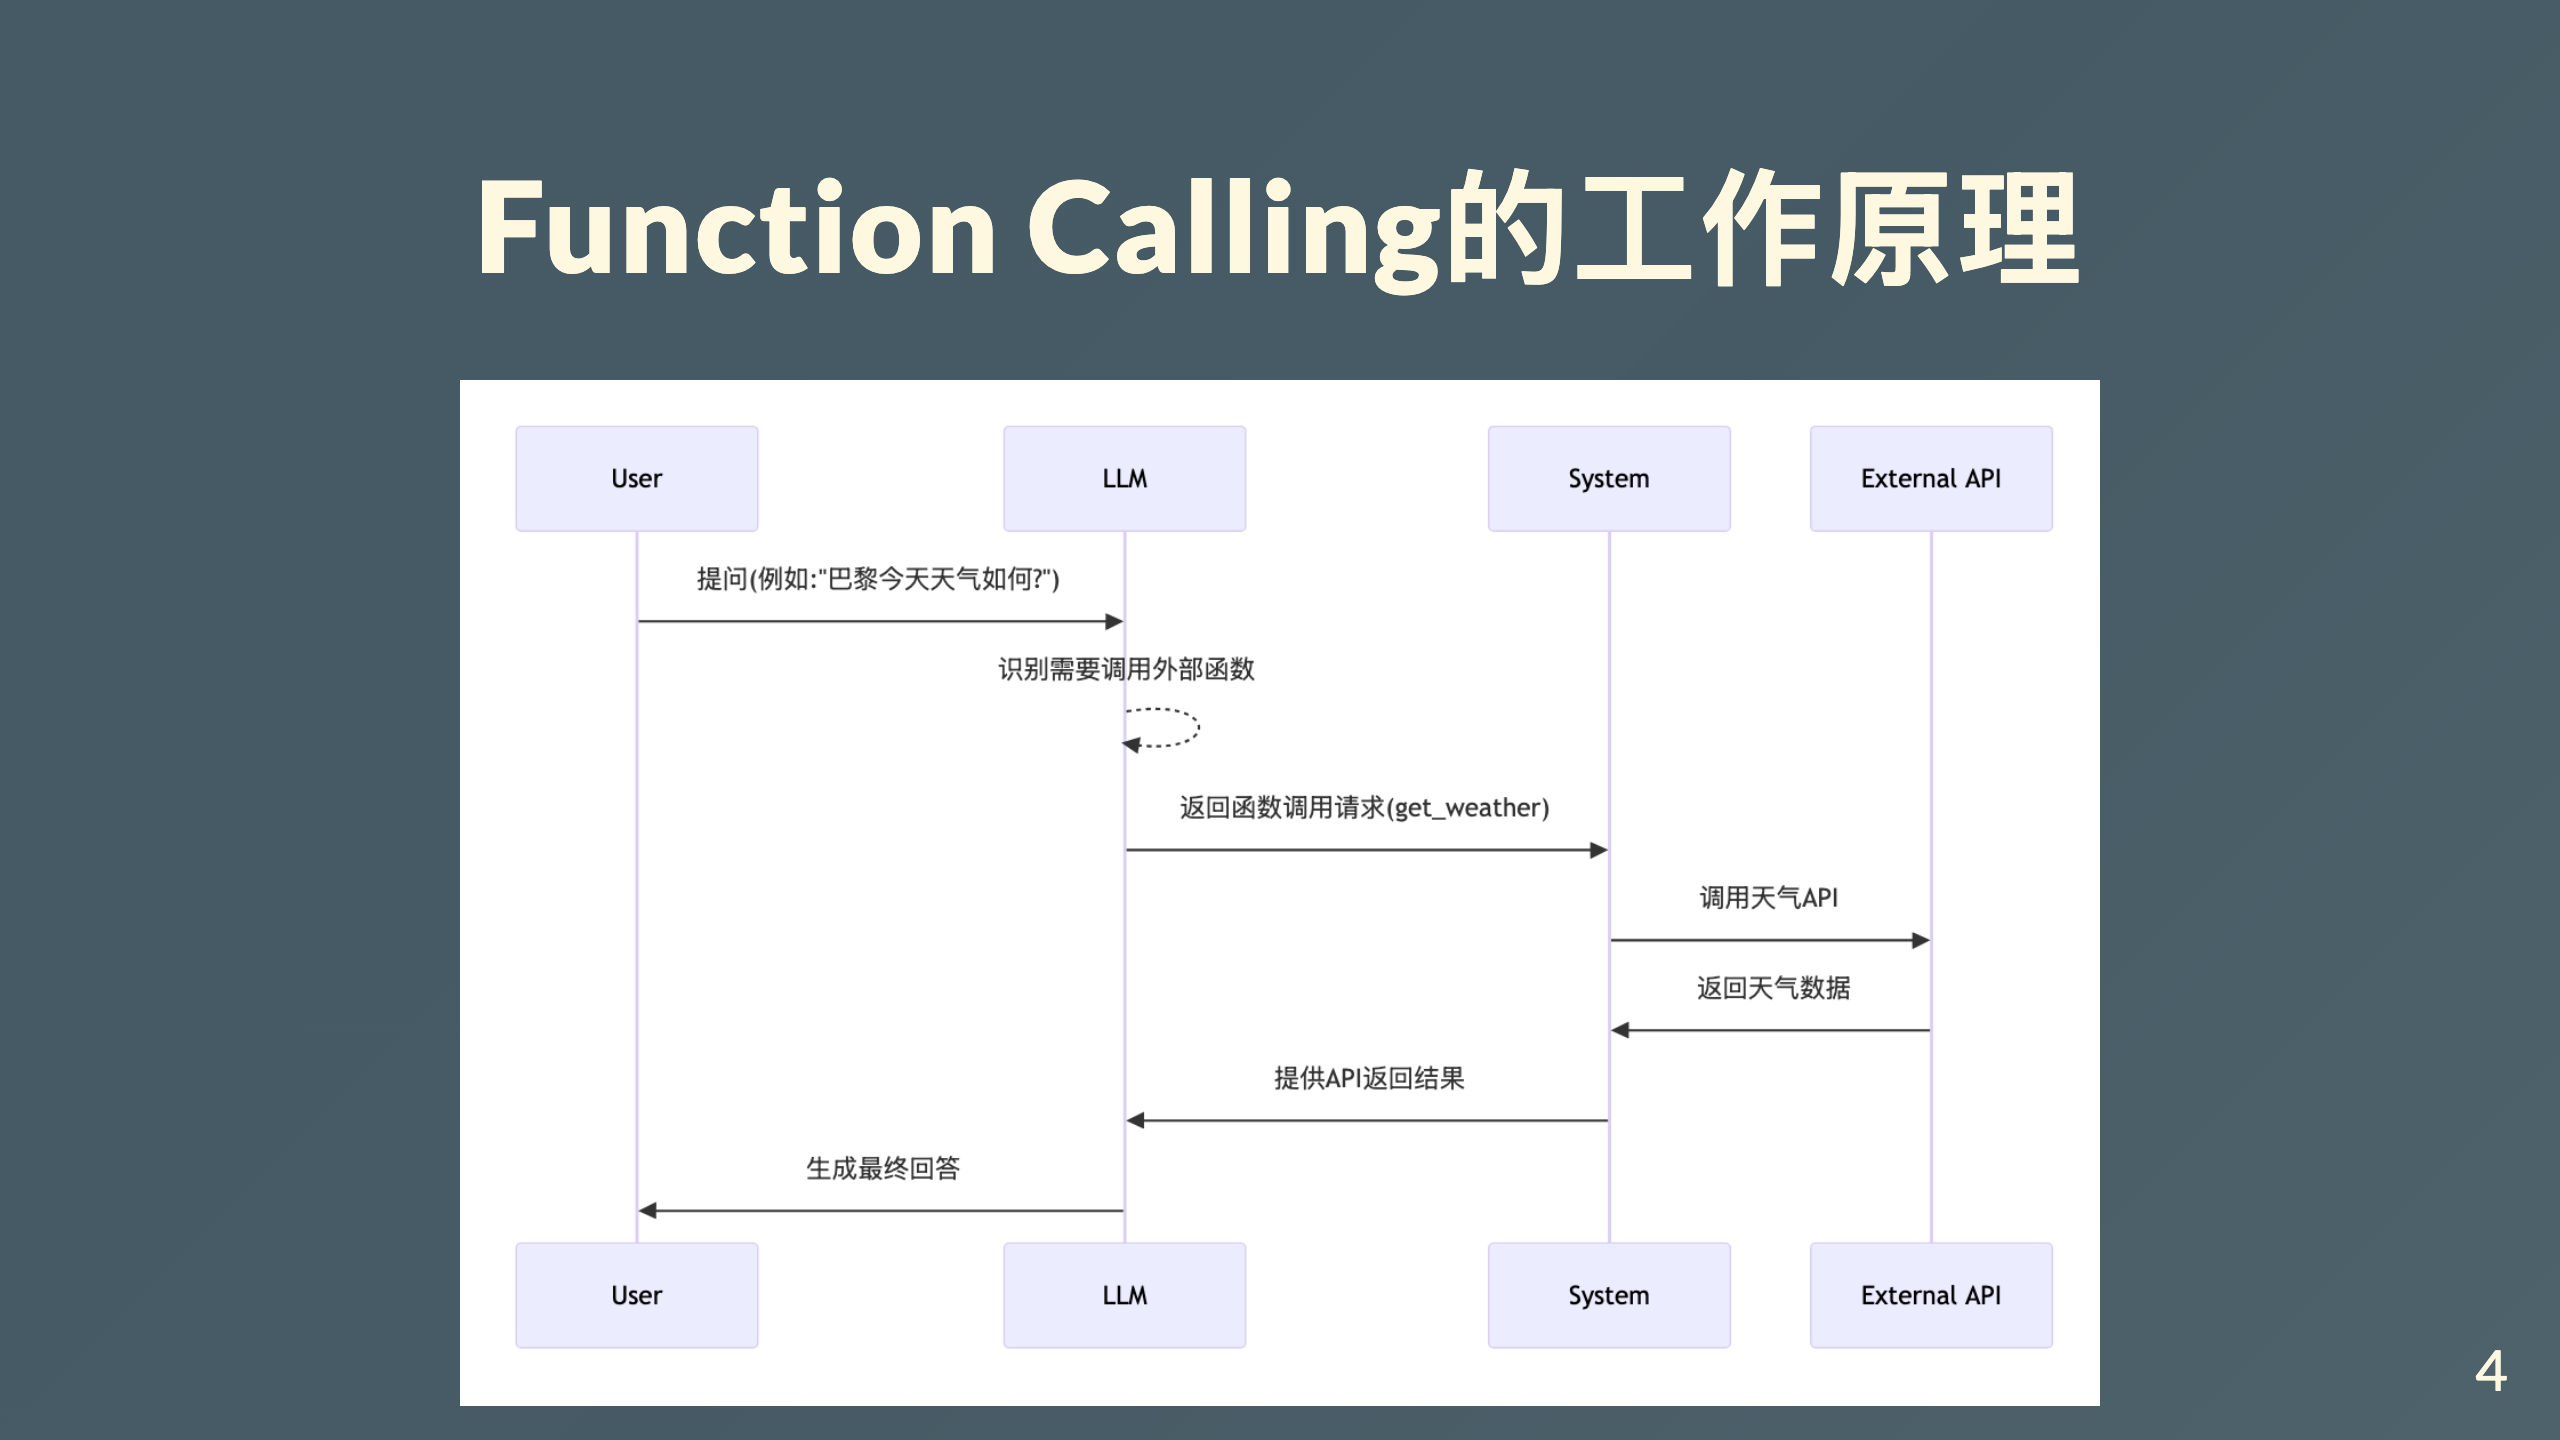 Function Calling的工作原理
User
LLM
System
External API
提问(例如:"巴黎今天天气如何?")
识别需要调用外部函数
返回函数调用请求(get_weather)
调用天气API
返回天气数据
提供API返回结果
生成最终回答
User
LLM
System
External API
4